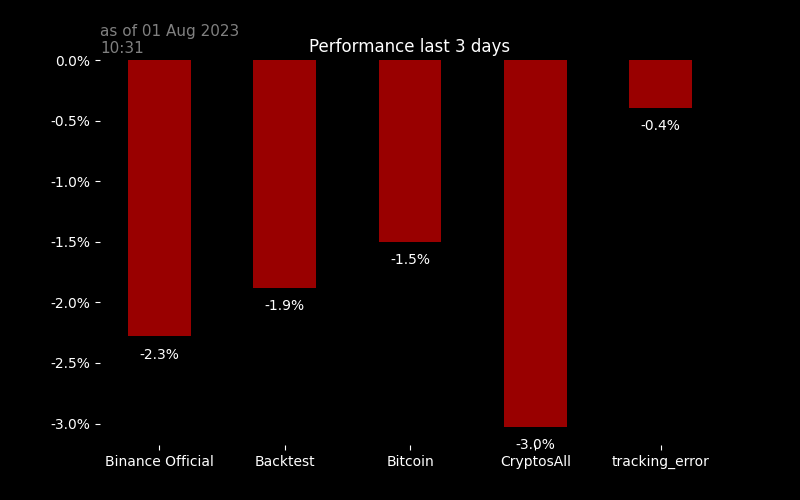 as of 01 Aug 2023
10:31
Performance last 3 days
0.0%
-0.5%
-1.0%
-1.5%
-2.0%
-2.5%
-3.0%
-2.3%
-1.9%
-1.5%
-3.0%
-0.4%
Binance Official
Backtest
Bitcoin
CryptosAll
tracking_error